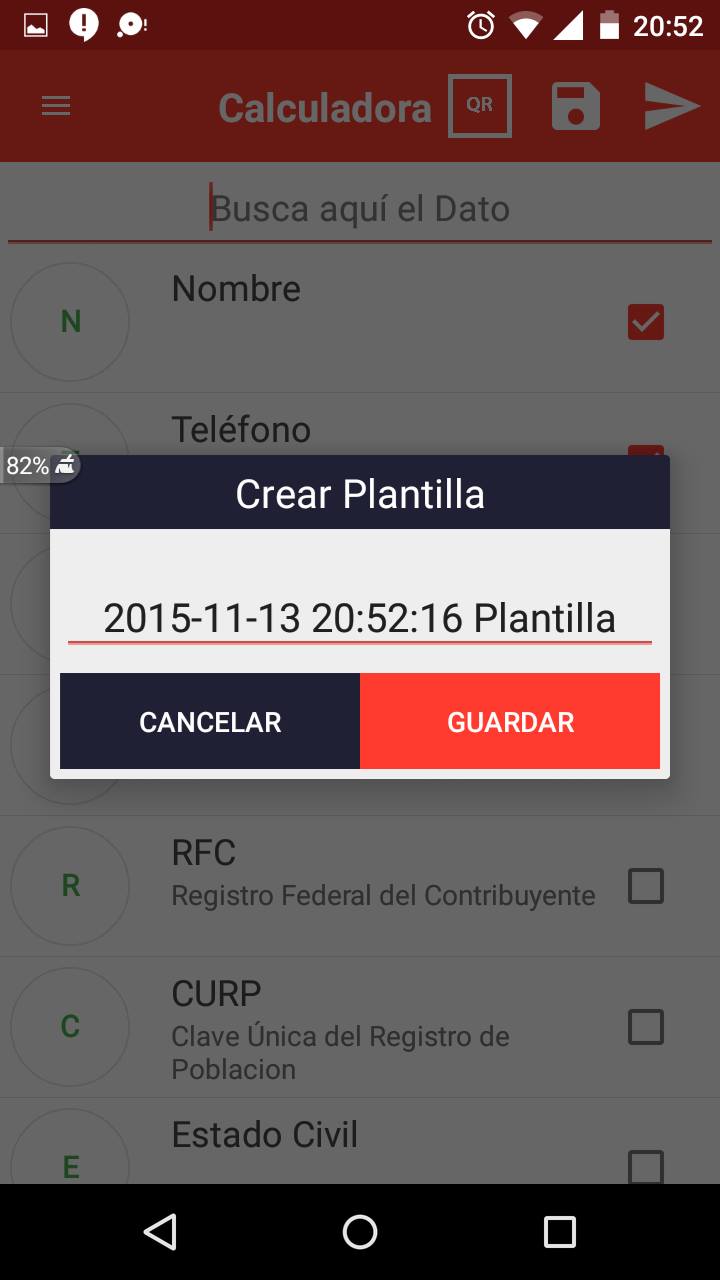 20:52
Calculadora QR
Busca aquí el Dato
N
Nombre
Teléfono
82%
Crear Plantilla
2015-11-13 20:52:16 Plantilla
CANCELAR GUARDAR
R
RFC
Registro Federal del Contribuyente
C
CURP
Clave Única del Registro de
Poblacion
E
Estado Civil